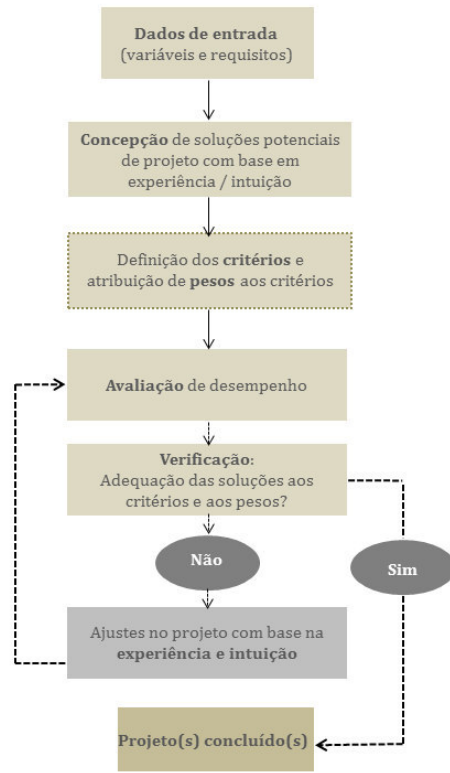 Dados de entrada
(variáveis e requisitos)
Concepção de soluções potenciais
de projeto com base em
experiência / intuição
Definição dos critérios e
atribuição de pesos aos critérios
Avaliação de desempenho
Verificação:
Adequação das soluções aos
critérios e aos pesos?
Não
Sim
Ajustes no projeto com base na
experiência e intuição
Projeto(s) concluído(s)